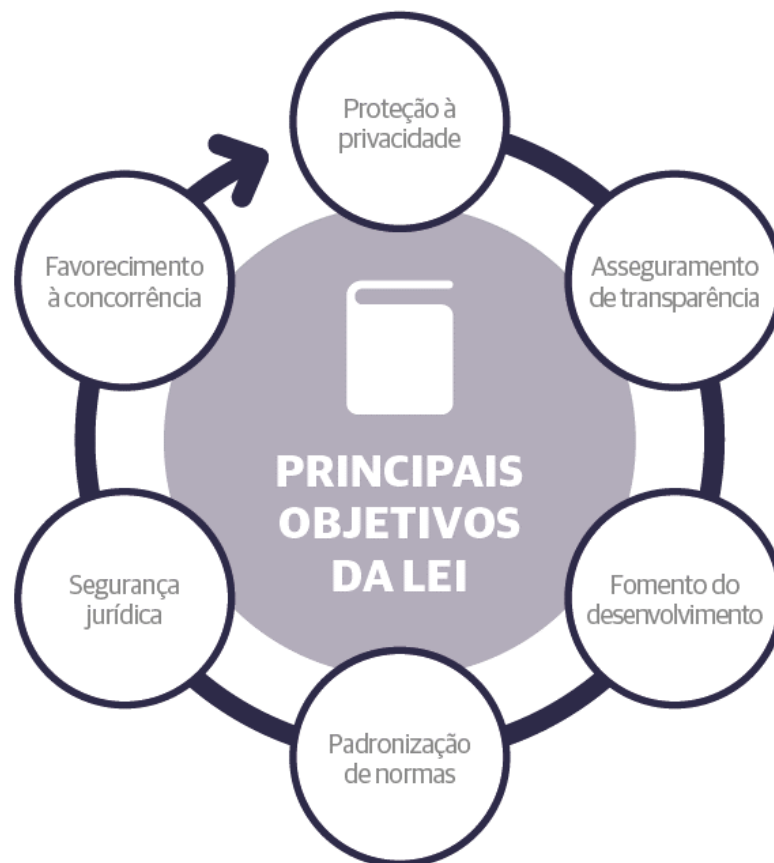 Proteção à
privacidade
Favorecimento
à concorrência
Asseguramento
de transparência
PRINCIPAIS
OBJETIVOS
DA LEI
Segurança
jurídica
Fomento do
desenvolvimento
Padronização
de normas